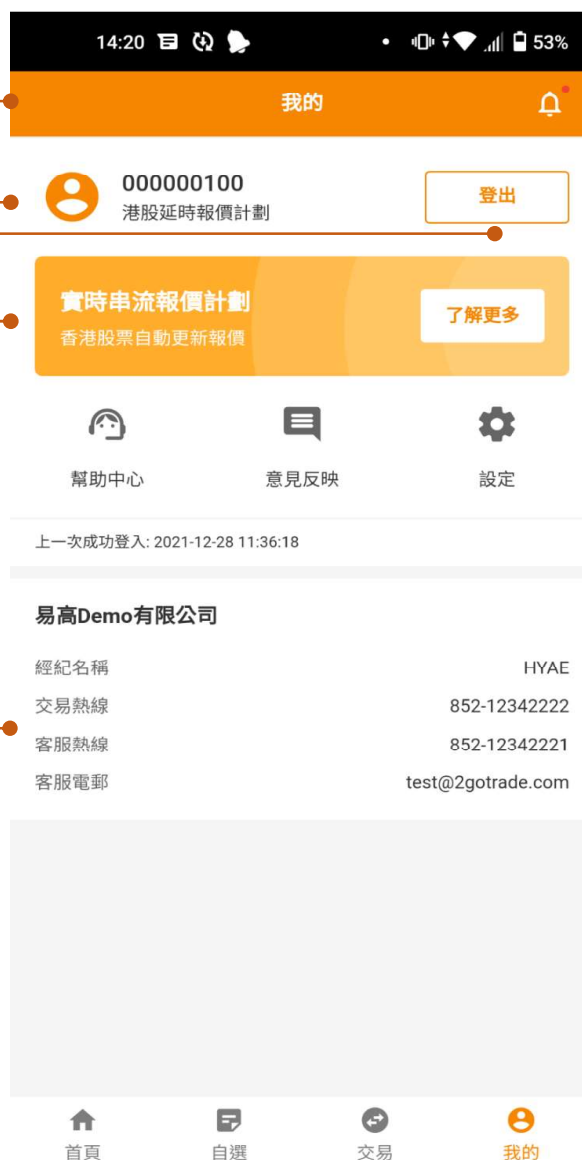 14:20
53%
我的
000000100
港股延時報價計劃
登出
實時串流報價計劃
香港股票自動更新報價
了解更多
幫助中心
意見反映
設定
上一次成功登入: 2021-12-28 11:36:18
易高Demo有限公司
經紀名稱 HYAE
交易熱線 852-12342222
客服熱線 852-12342221
客服電郵 test@2gotrade.com
首頁
自選
交易
我的